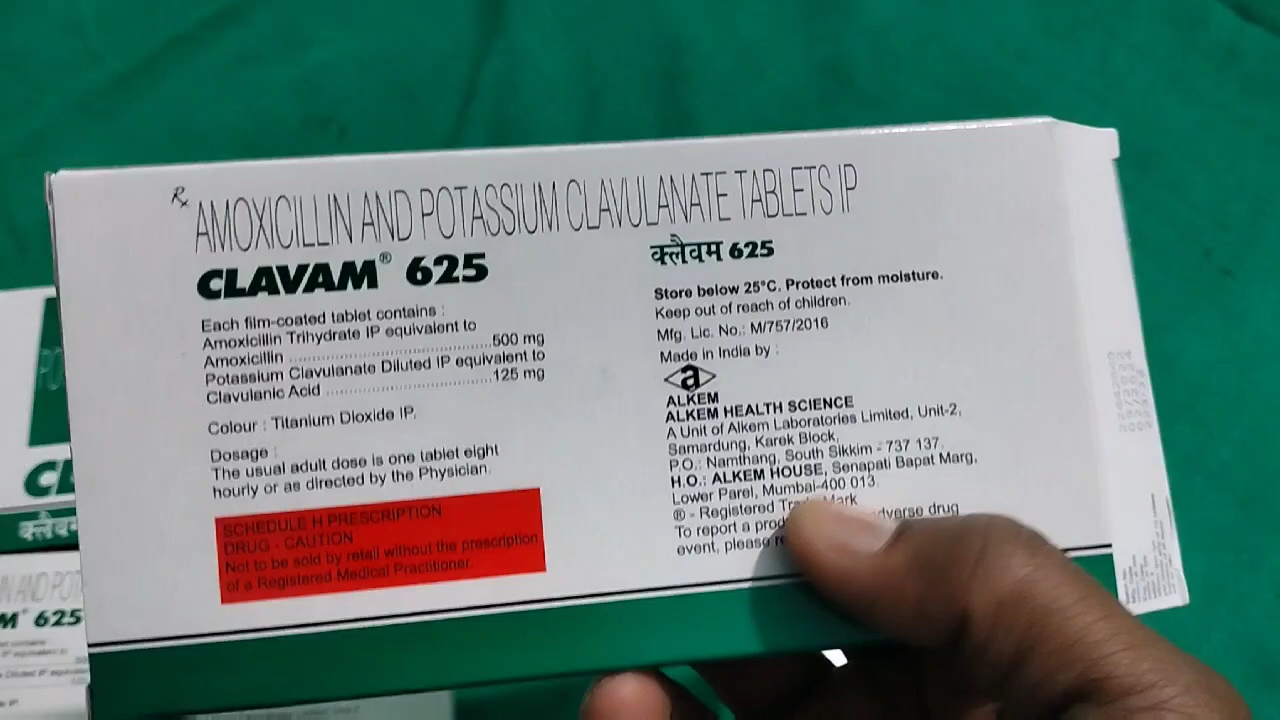 Rx AMOXICILLIN AND POTASSIUM CLAVULANATE TABLETS IP
CLAVAM® 625
Each film-coated tablet contains :
Amoxicillin Trihydrate IP equivalent to
Amoxicillin ........................................500 mg
Potassium Clavulanate Diluted IP equivalent to
Clavulanic Acid ................................125 mg
Colour : Titanium Dioxide IP.
Dosage :
The usual adult dose is one tablet eight
hourly or as directed by the Physician.
SCHEDULE H PRESCRIPTION
DRUG - CAUTION
Not to be sold by retail without the prescription
of a Registered Medical Practitioner.
क्लैवम 625
Store below 25°C. Protect from moisture.
Keep out of reach of children.
Mfg. Lic. No.: M/757/2016
Made in India by :
a
ALKEM
ALKEM HEALTH SCIENCE
A Unit of Alkem Laboratories Limited, Unit-2,
Samardung, Karek Block,
P.O.: Namthang, South Sikkim - 737 137.
H.O.: ALKEM HOUSE, Senapati Bapat Marg,
Lower Parel, Mumbai-400 013.
® - Registered Mark
To report a adverse drug
event, please
625